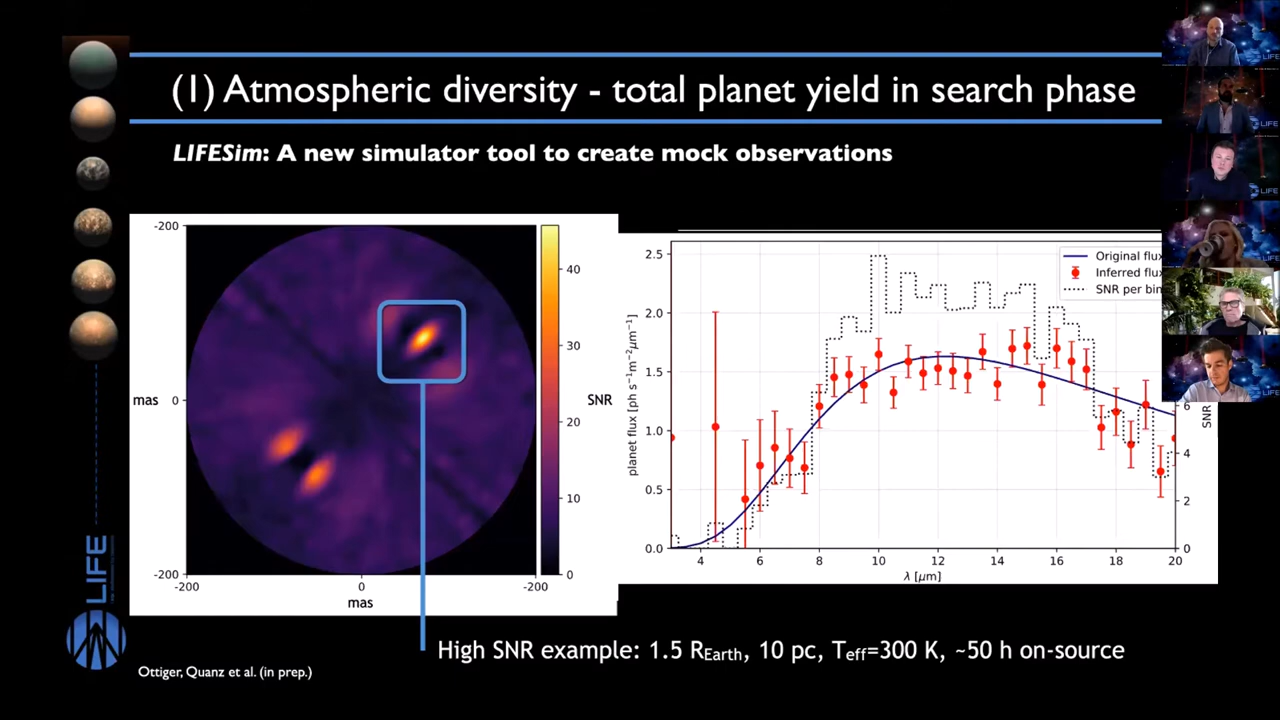 (1) Atmospheric diversity - total planet yield in search phase
LIFESim: A new simulator tool to create mock observations
-200
mas
0
-200
-200
0
-200
mas
40
30
20
10
0
SNR
2.5
2.0
1.5
1.0
0.5
0.0
planet flux [ph s⁻¹m⁻²μm⁻¹]
Original flux
Inferred flux
SNR per bin
4
6
8
10
12
14
16
18
20
λ [μm]
6
4
2
0
SNR
High SNR example: 1.5 REarth, 10 pc, Teff=300 K, ~50 h on-source
LIFE
Ottiger, Quanz et al. (in prep.)
LIFE
LIFE